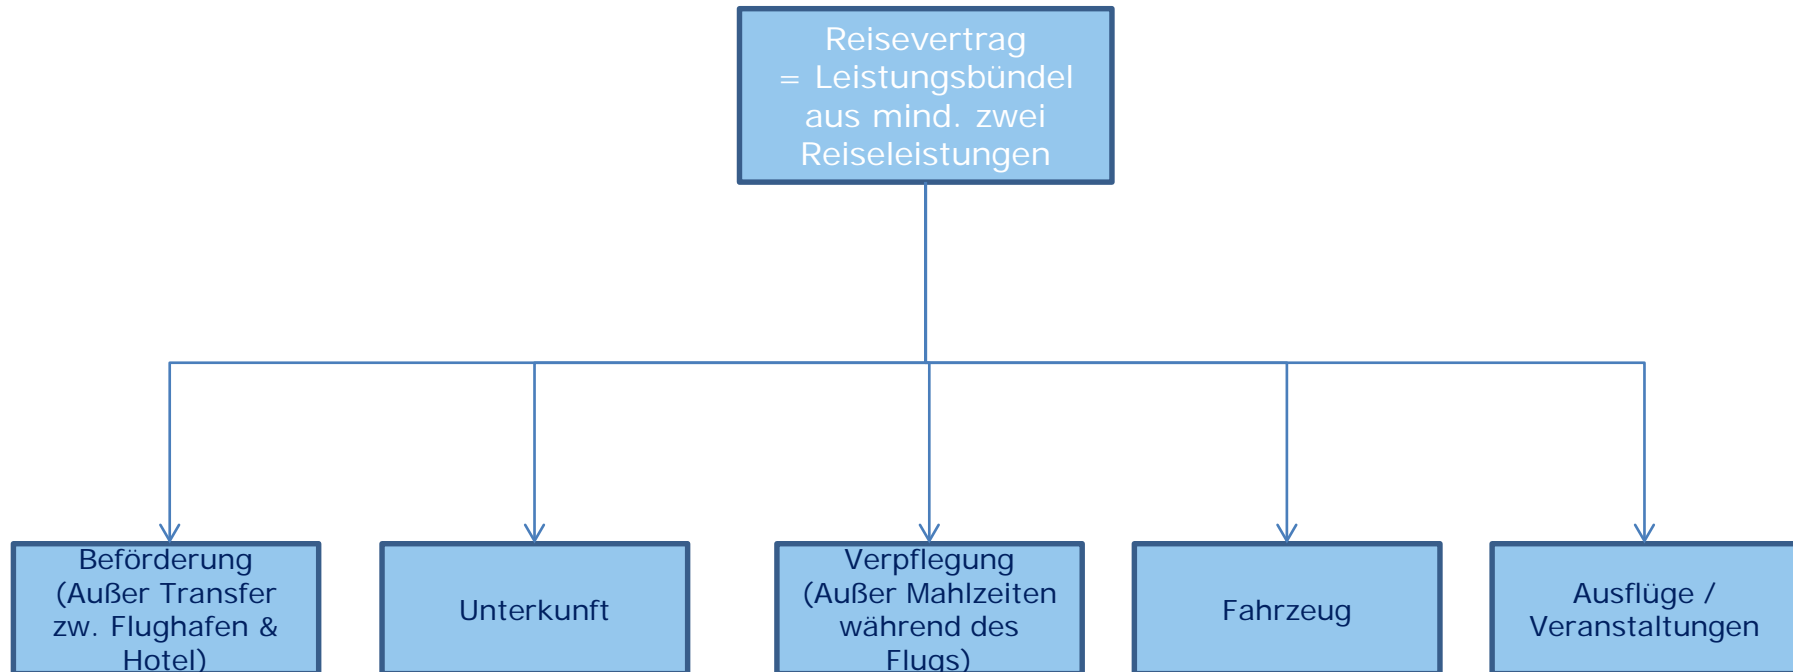 Reisevertrag
= Leistungsbündel
aus mind. zwei
Reiseleistungen
Beförderung
(Außer Transfer
zw. Flughafen &
Hotel)
Unterkunft
Verpflegung
(Außer Mahlzeiten
während des
Flugs)
Fahrzeug
Ausflüge /
Veranstaltungen